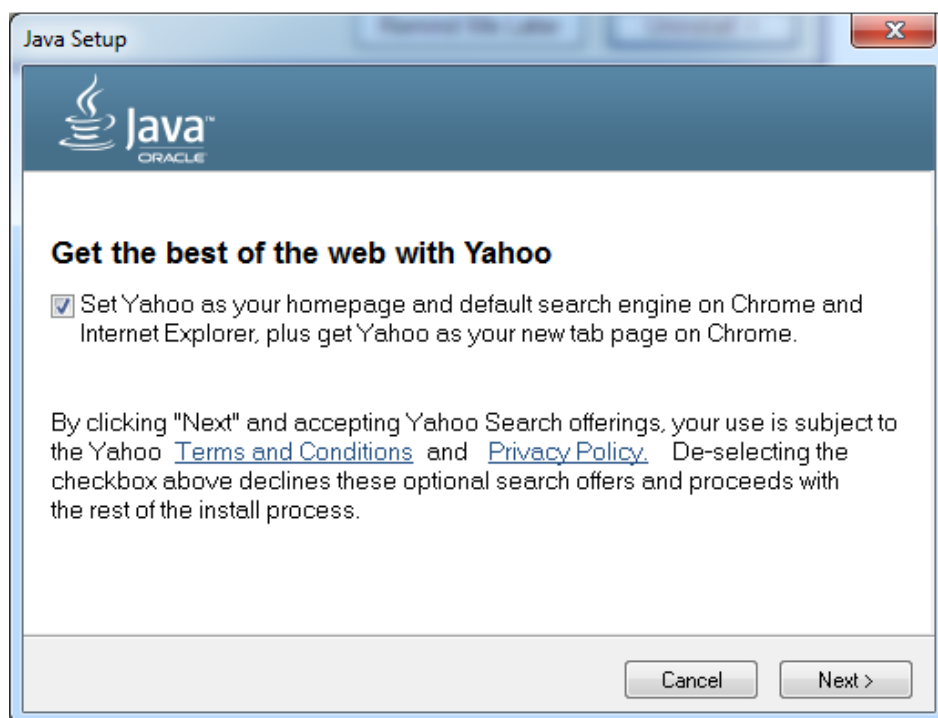 Java Setup
Java™
ORACLE
Get the best of the web with Yahoo
Set Yahoo as your homepage and default search engine on Chrome and
Internet Explorer, plus get Yahoo as your new tab page on Chrome.
By clicking "Next" and accepting Yahoo Search offerings, your use is subject to
the Yahoo Terms and Conditions and Privacy Policy. De-selecting the
checkbox above declines these optional search offers and proceeds with
the rest of the install process.
Cancel
Next >